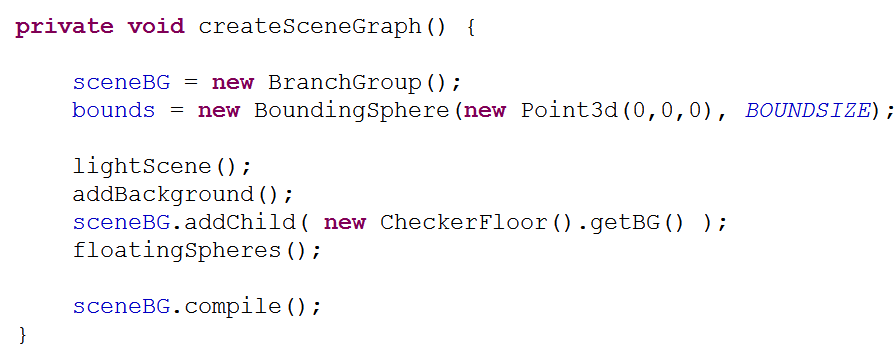 private void createSceneGraph() {
sceneBG = new BranchGroup();
bounds = new BoundingSphere(new Point3d(0,0,0), BOUNDSIZE);
lightScene();
addBackground();
sceneBG.addChild( new CheckerFloor().getBG() );
floatingSpheres();
sceneBG.compile();
}